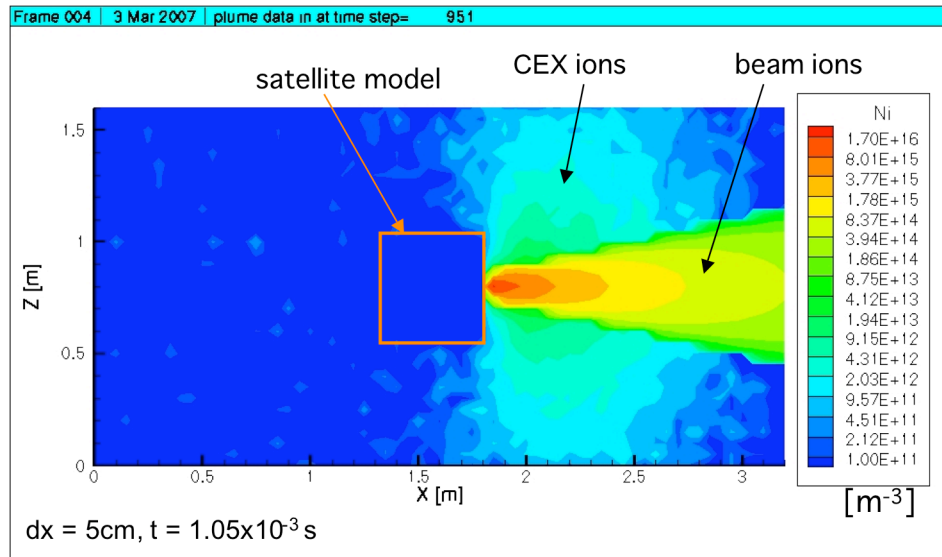 Frame 004 | 3 Mar 2007 | plume data in at time step= 951
satellite model
CEX ions
beam ions
Z [m]
1.5
1
0.5
0
0
0.5
1
1.5
2
2.5
3
X [m]
Ni
1.70E+16
8.01E+15
3.77E+15
1.78E+15
8.37E+14
3.94E+14
1.86E+14
8.75E+13
4.12E+13
1.94E+13
9.15E+12
4.31E+12
2.03E+12
9.57E+11
4.51E+11
2.12E+11
1.00E+11
[m-3]
dx = 5cm, t = 1.05x10-3 s